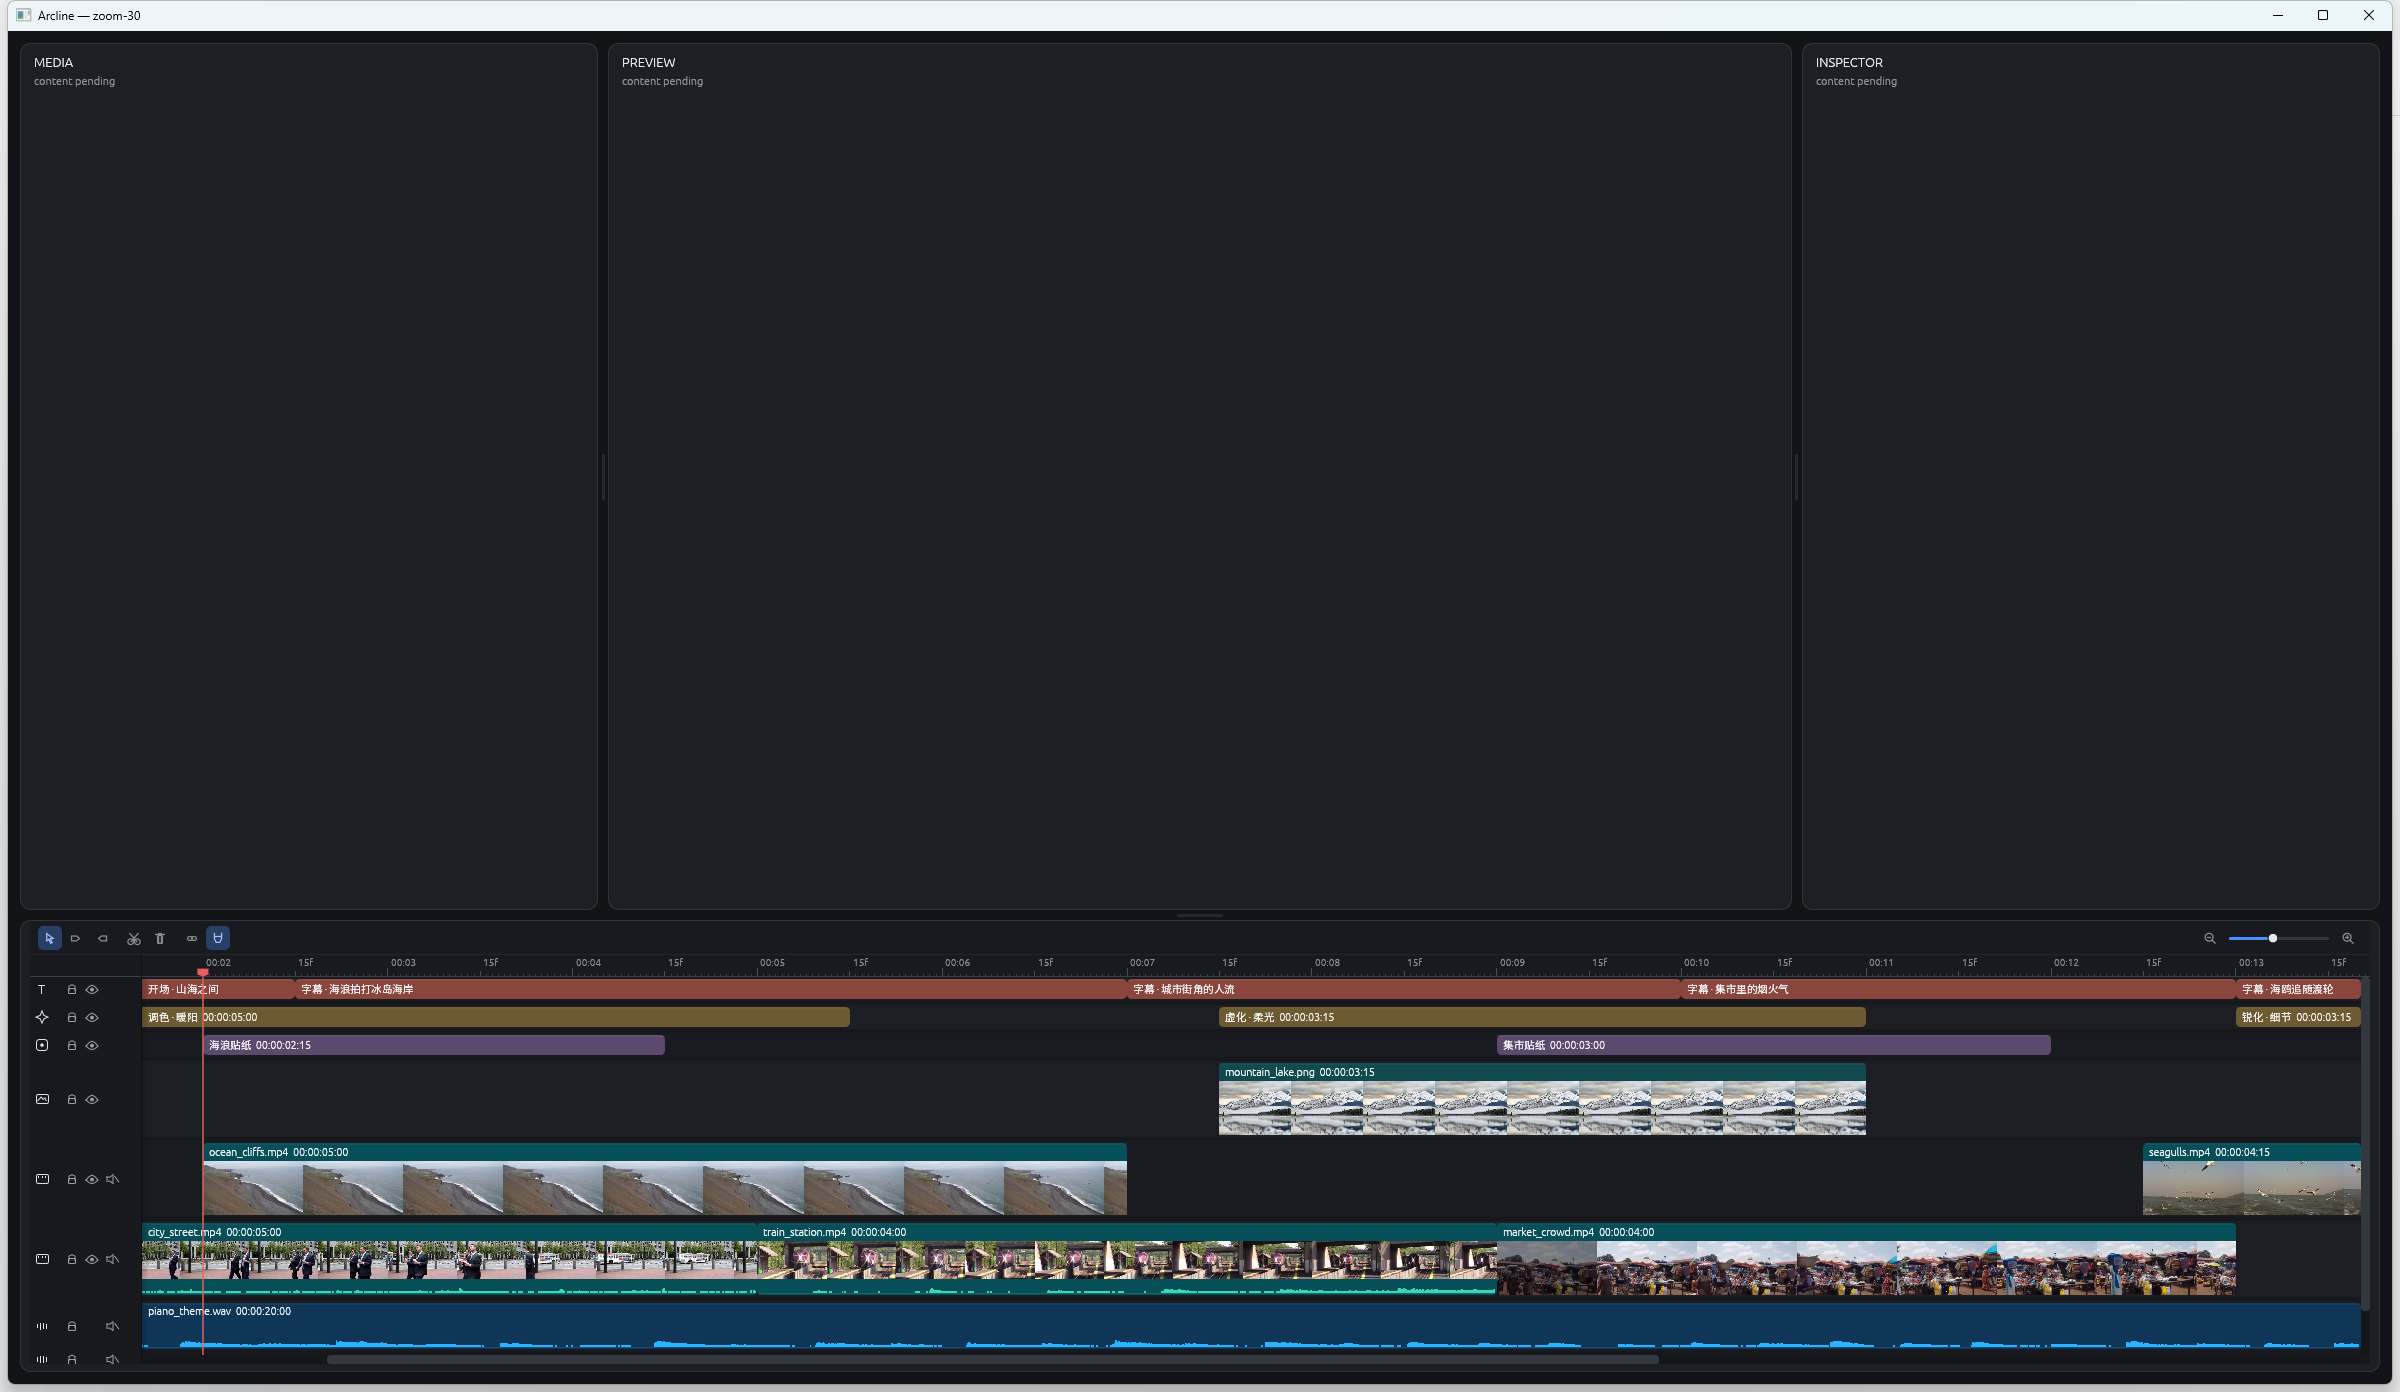 Arcline — zoom-30
MEDIA
content pending
PREVIEW
content pending
INSPECTOR
content pending
00:02 15f 00:03 15f 00:04 15f 00:05 15f 00:06 15f 00:07 15f 00:08 15f 00:09 15f 00:10 15f 00:11 15f 00:12 15f 00:13 15f
T 开场·山海之间 字幕·海浪拍打冰岛海岸 字幕·城市街角的人流 字幕·集市里的烟火气 字幕·海鸥追随渡轮
调色·暖阳 00:00:05:00 虚化·柔光 00:00:03:15 锐化·细节 00:00:03:15
海浪贴纸 00:00:02:15 集市贴纸 00:00:03:00
mountain_lake.png 00:00:03:15
ocean_cliffs.mp4 00:00:05:00 seagulls.mp4 00:00:04:15
city_street.mp4 00:00:05:00 train_station.mp4 00:00:04:00 market_crowd.mp4 00:00:04:00
piano_theme.wav 00:00:20:00